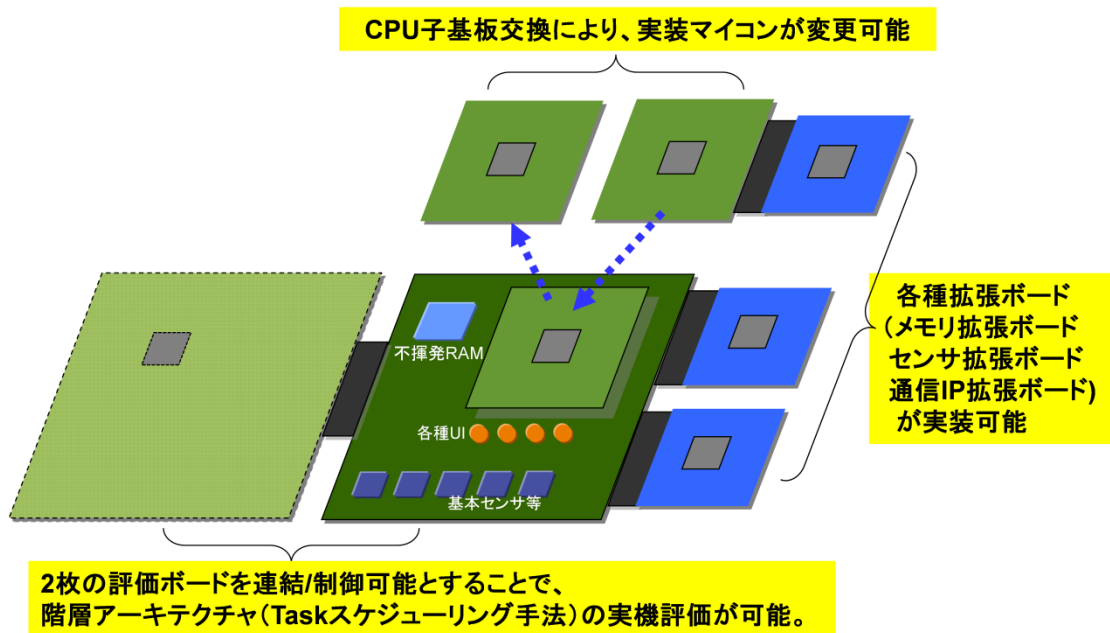 CPU子基板交換により、実装マイコンが変更可能
各種拡張ボード
（メモリ拡張ボード
センサ拡張ボード
通信IP拡張ボード)
が実装可能
不揮発RAM
各種UI
基本センサ等
2枚の評価ボードを連結/制御可能とすることで、
階層アーキテクチャ（Taskスケジューリング手法）の実機評価が可能。